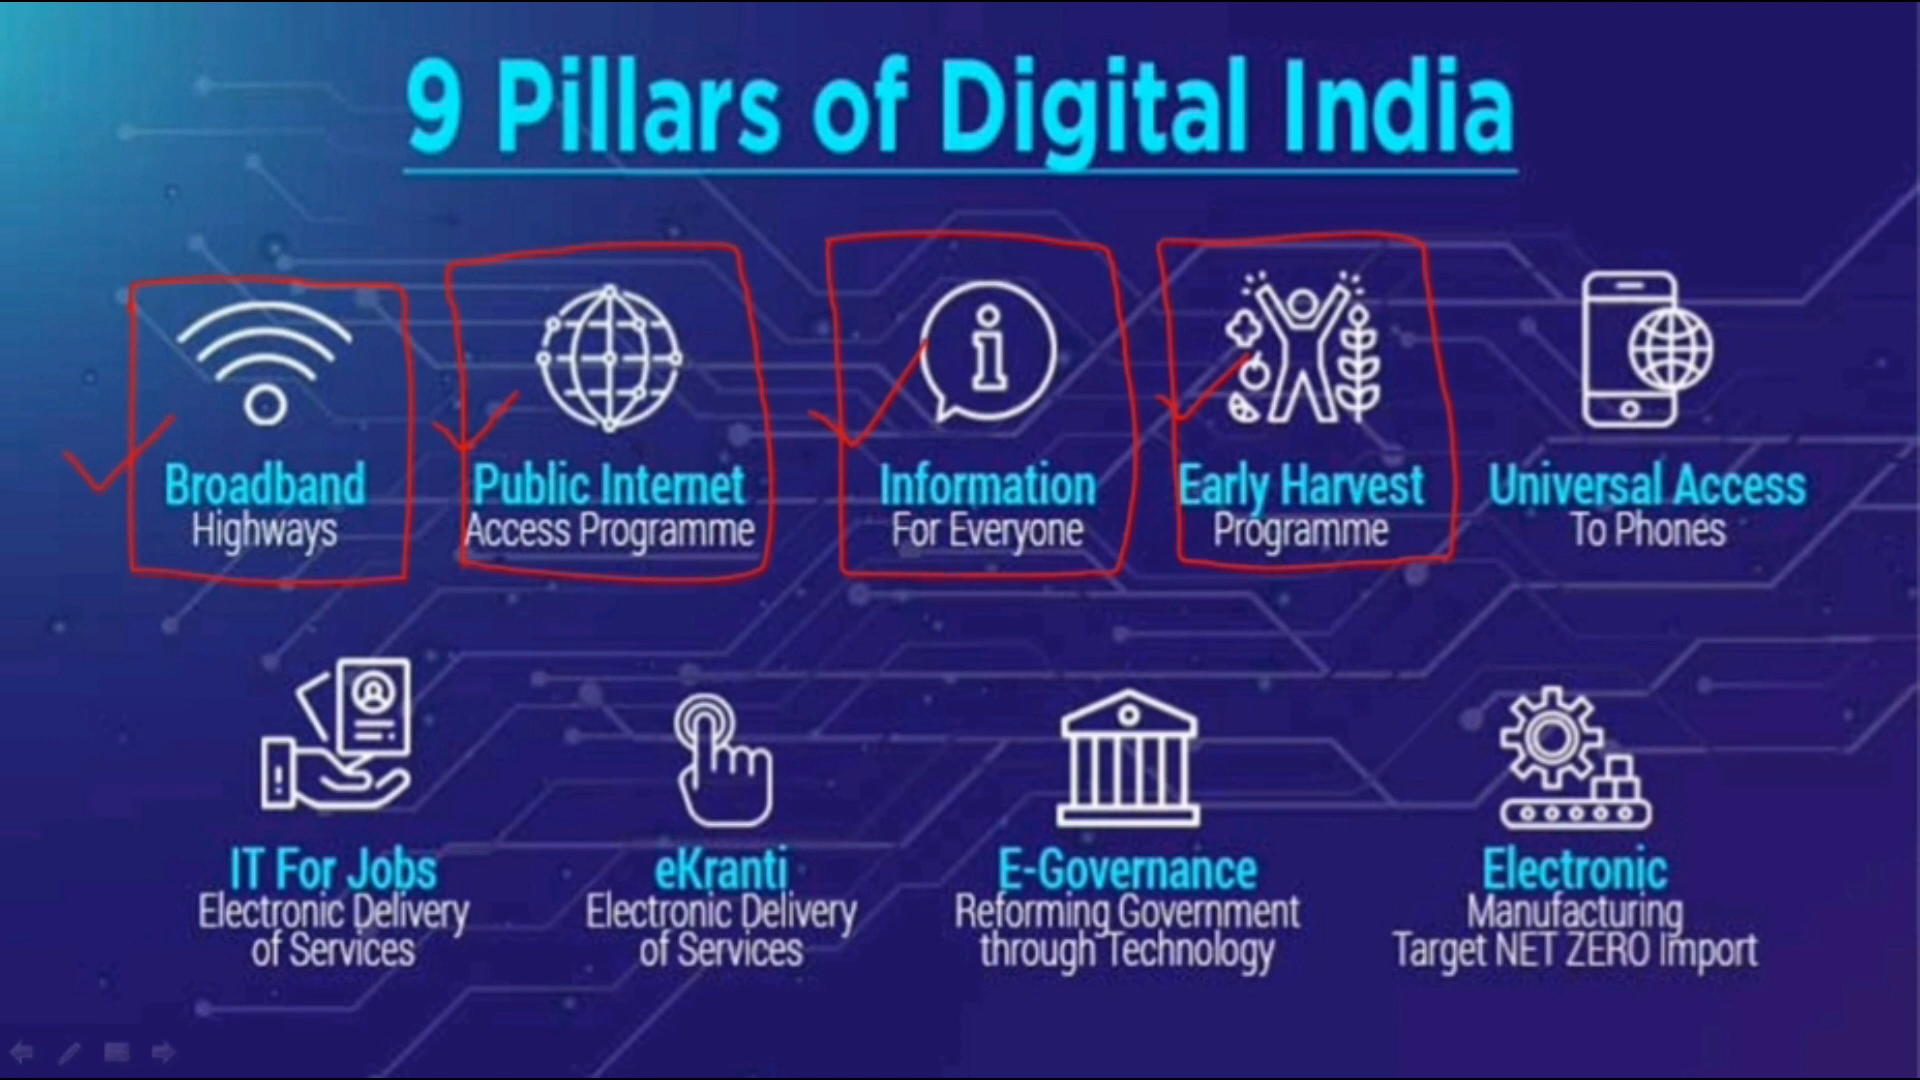 9 Pillars of Digital India
Broadband
Highways
Public Internet
Access Programme
Information
For Everyone
Early Harvest
Programme
Universal Access
To Phones
IT For Jobs
Electronic Delivery
of Services
eKranti
Electronic Delivery
of Services
E-Governance
Reforming Government
through Technology
Electronic
Manufacturing
Target NET ZERO Import